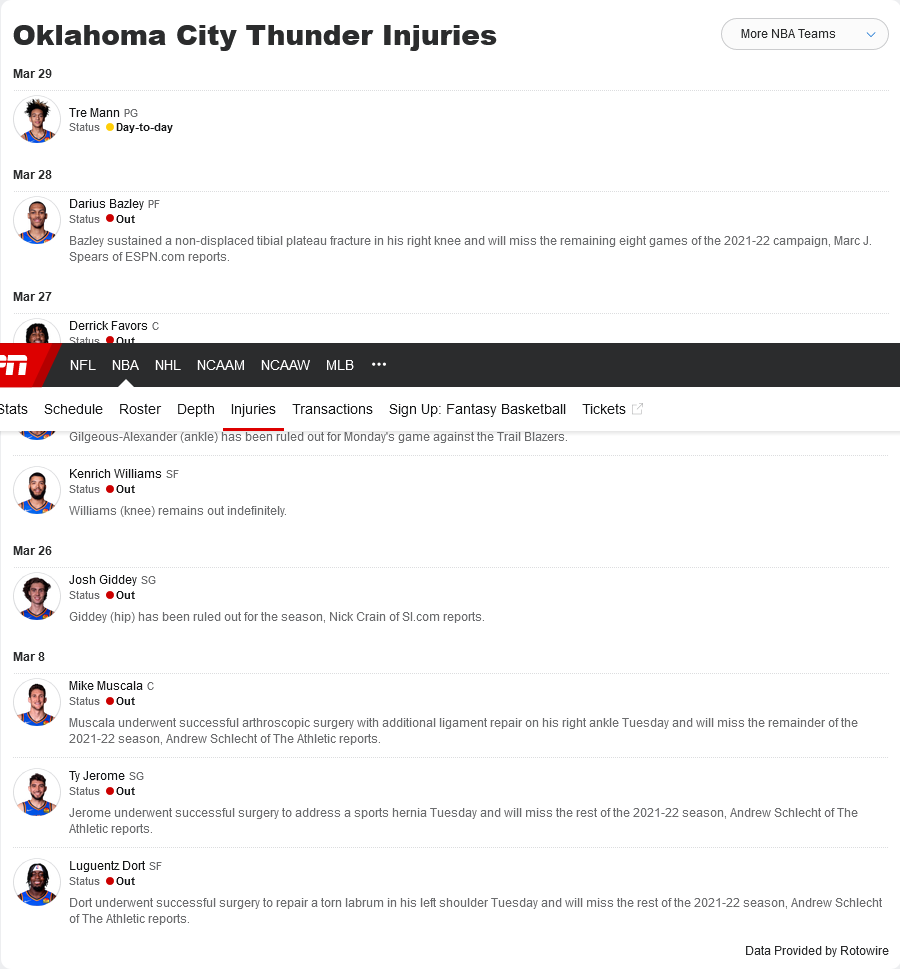 Oklahoma City Thunder Injuries
More NBA Teams
Mar 29
Tre Mann PG
Status Day-to-day
Mar 28
Darius Bazley PF
Status Out
Bazley sustained a non-displaced tibial plateau fracture in his right knee and will miss the remaining eight games of the 2021-22 campaign, Marc J.
Spears of ESPN.com reports.
Mar 27
Derrick Favors C
Status Out
NFL NBA NHL NCAAM NCAAW MLB •••
Stats Schedule Roster Depth Injuries Transactions Sign Up: Fantasy Basketball Tickets
Gilgeous-Alexander (ankle) has been ruled out for Monday's game against the Trail Blazers.
Kenrich Williams SF
Status Out
Williams (knee) remains out indefinitely.
Mar 26
Josh Giddey SG
Status Out
Giddey (hip) has been ruled out for the season, Nick Crain of SI.com reports.
Mar 8
Mike Muscala C
Status Out
Muscala underwent successful arthroscopic surgery with additional ligament repair on his right ankle Tuesday and will miss the remainder of the
2021-22 season, Andrew Schlecht of The Athletic reports.
Ty Jerome SG
Status Out
Jerome underwent successful surgery to address a sports hernia Tuesday and will miss the rest of the 2021-22 season, Andrew Schlecht of The
Athletic reports.
Luguentz Dort SF
Status Out
Dort underwent successful surgery to repair a torn labrum in his left shoulder Tuesday and will miss the rest of the 2021-22 season, Andrew Schlecht
of The Athletic reports.
Data Provided by Rotowire